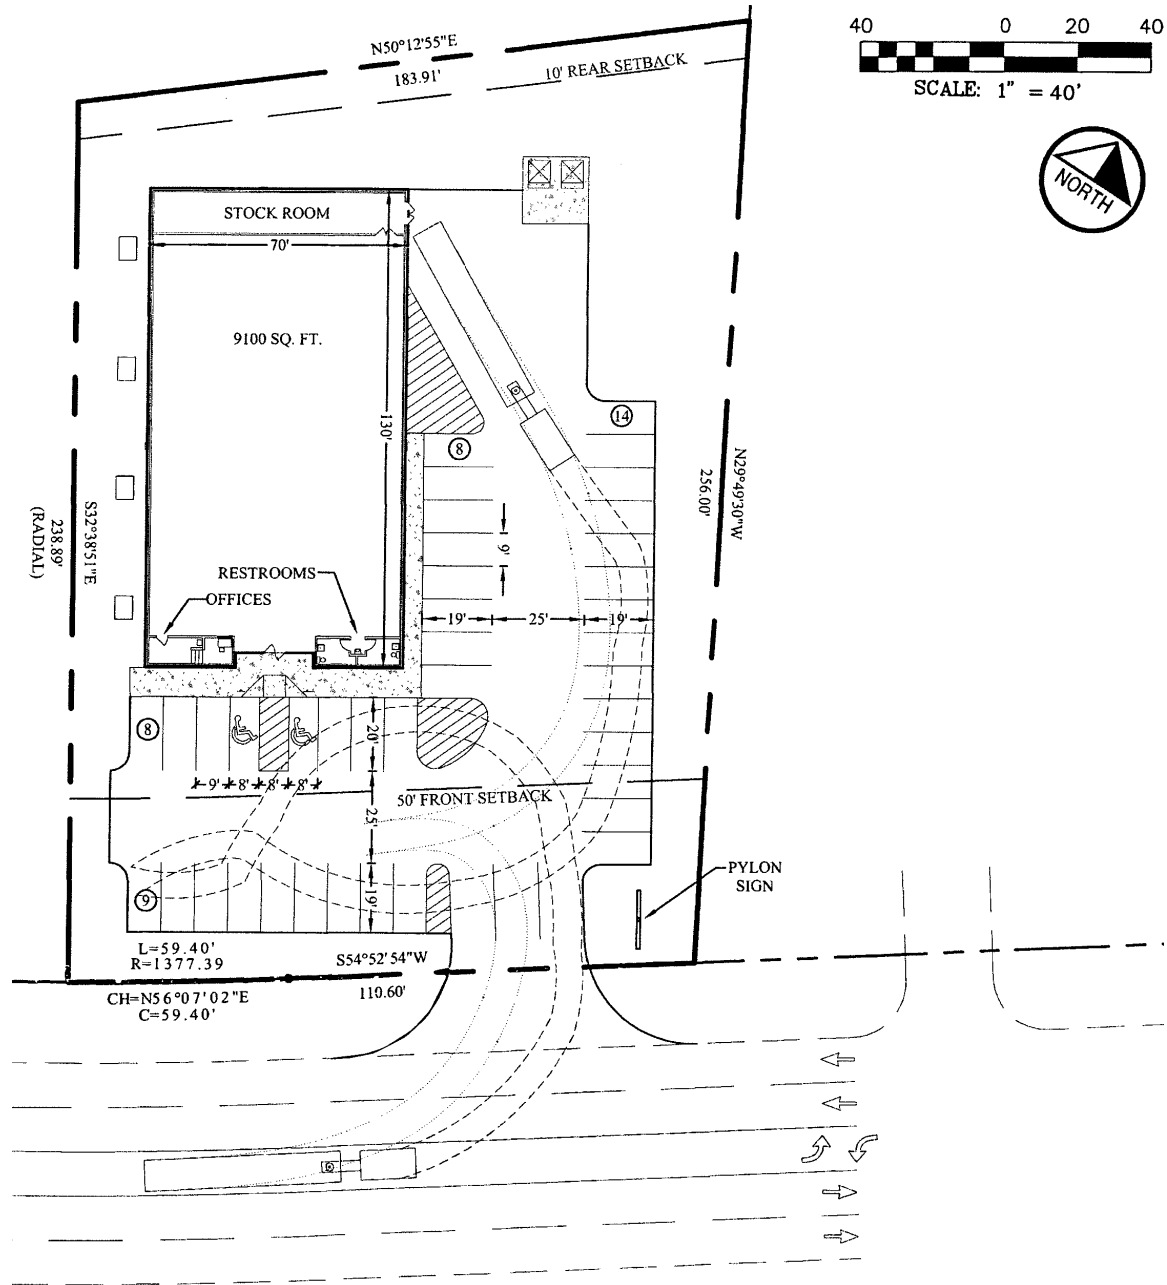 40 0 20 40
SCALE: 1" = 40'
NORTH
N50°12'55"E
183.91'
10' REAR SETBACK
STOCK ROOM
70'
9100 SQ. FT.
130'
14
8
9'
N29°49'30"W
256.00'
S32°38'51"E
238.89'
(RADIAL)
RESTROOMS
OFFICES
19' 25' 19'
8
20'
9' 8' 8' 8'
50' FRONT SETBACK
25'
PYLON
SIGN
9
19'
L=59.40'
R=1377.39
S54°52'54"W
110.60'
CH=N56°07'02"E
C=59.40'